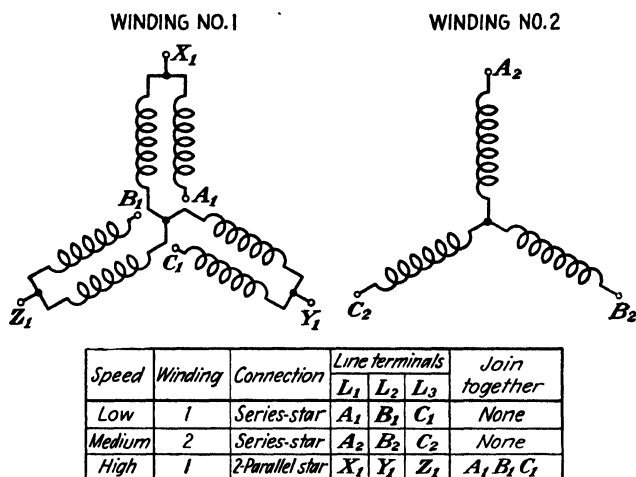 WINDING NO.1 WINDING NO.2
X₁
A₂
B₁ A₁
C₁
Z₁ Y₁
C₂ B₂
Speed Winding Connection Line terminals Join together
L₁ L₂ L₃
Low 1 Series-star A₁ B₁ C₁ None
Medium 2 Series-star A₂ B₂ C₂ None
High 1 2-Parallel star X₁ Y₁ Z₁ A₁ B₁ C₁